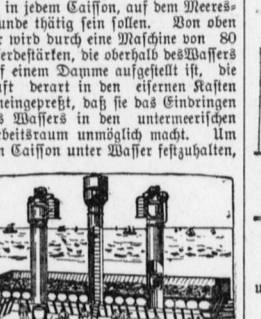 in jedem Caisson, auf dem Meeres-
unde thätig sein sollen. Von oben
r wird durch eine Maschine von 80
erdestärken, die oberhalb des Wassers
f einem Damme aufgestellt ist, die
uft derart in den eisernen Kasten
neingepreßt, daß sie das Eindringen
s Wassers in den untermeerischen
rbeitsraum unmöglich macht. Um
n Caisson unter Wasser festzuhalten,
u